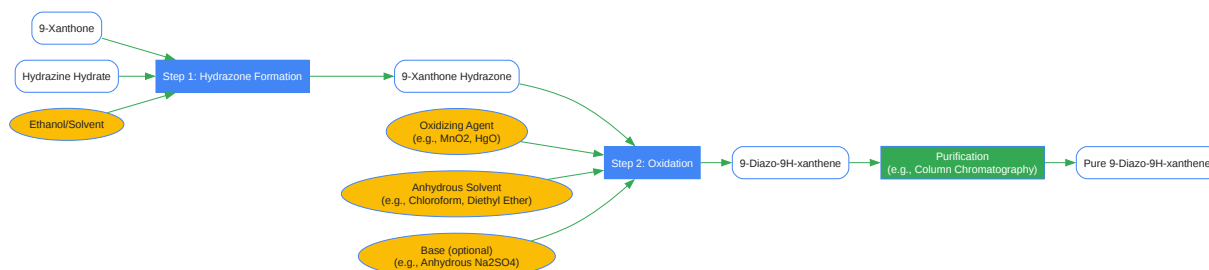 9-Xanthone
Hydrazine Hydrate
Ethanol/Solvent
Step 1: Hydrazone Formation
9-Xanthone Hydrazone
Oxidizing Agent
(e.g., MnO2, HgO)
Anhydrous Solvent
(e.g., Chloroform, Diethyl Ether)
Base (optional)
(e.g., Anhydrous Na2SO4)
Step 2: Oxidation
9-Diazo-9H-xanthene
Purification
(e.g., Column Chromatography)
Pure 9-Diazo-9H-xanthene